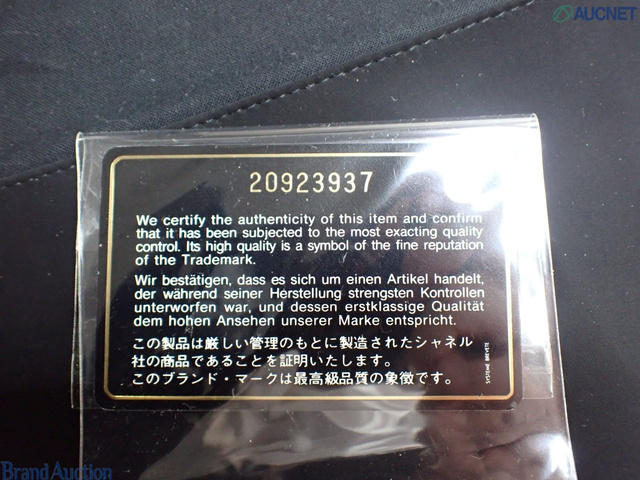 AUCNET
20923937
We certify the authenticity of this item and confirm
that it has been subjected to the most exacting quality
control. Its high quality is a symbol of the fine reputation
of the Trademark.
Wir bestätigen, dass es sich um einen Artikel handelt,
der während seiner Herstellung strengsten Kontrollen
unterworfen war, und dessen erstklassige Qualität
dem hohen Ansehen unserer Marke entspricht.
この製品は厳しい管理のもとに製造されたシャネル
社の商品であることを証明いたします。
このブランド・マークは最高級品質の象徴です。
SYSTEME BREVETE
Brand Auction